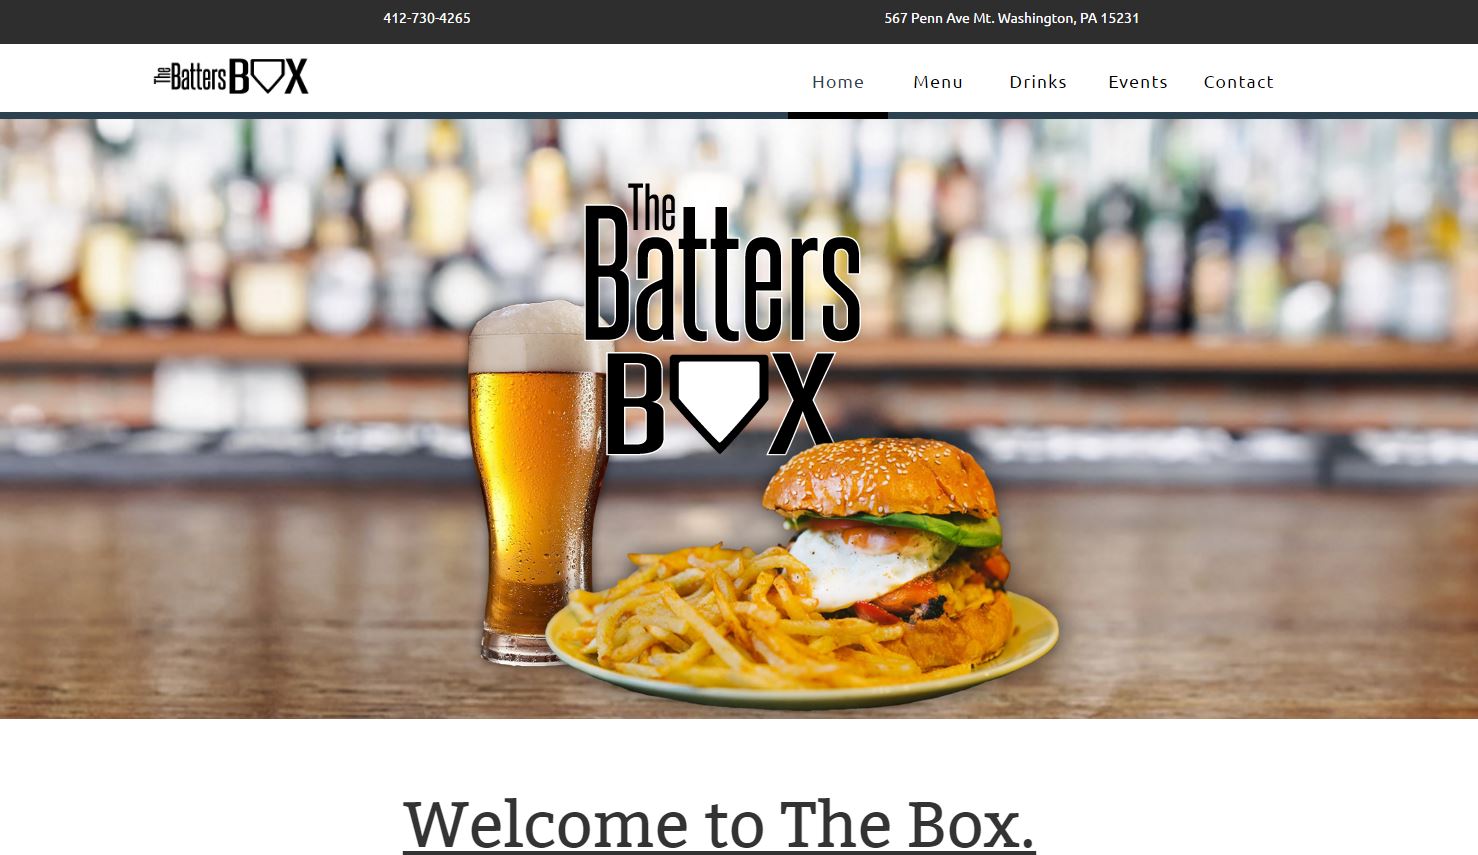 412-730-4265
567 Penn Ave Mt. Washington, PA 15231
The Batters BOX
Home
Menu
Drinks
Events
Contact
The
Batters
BOX
Welcome to The Box.